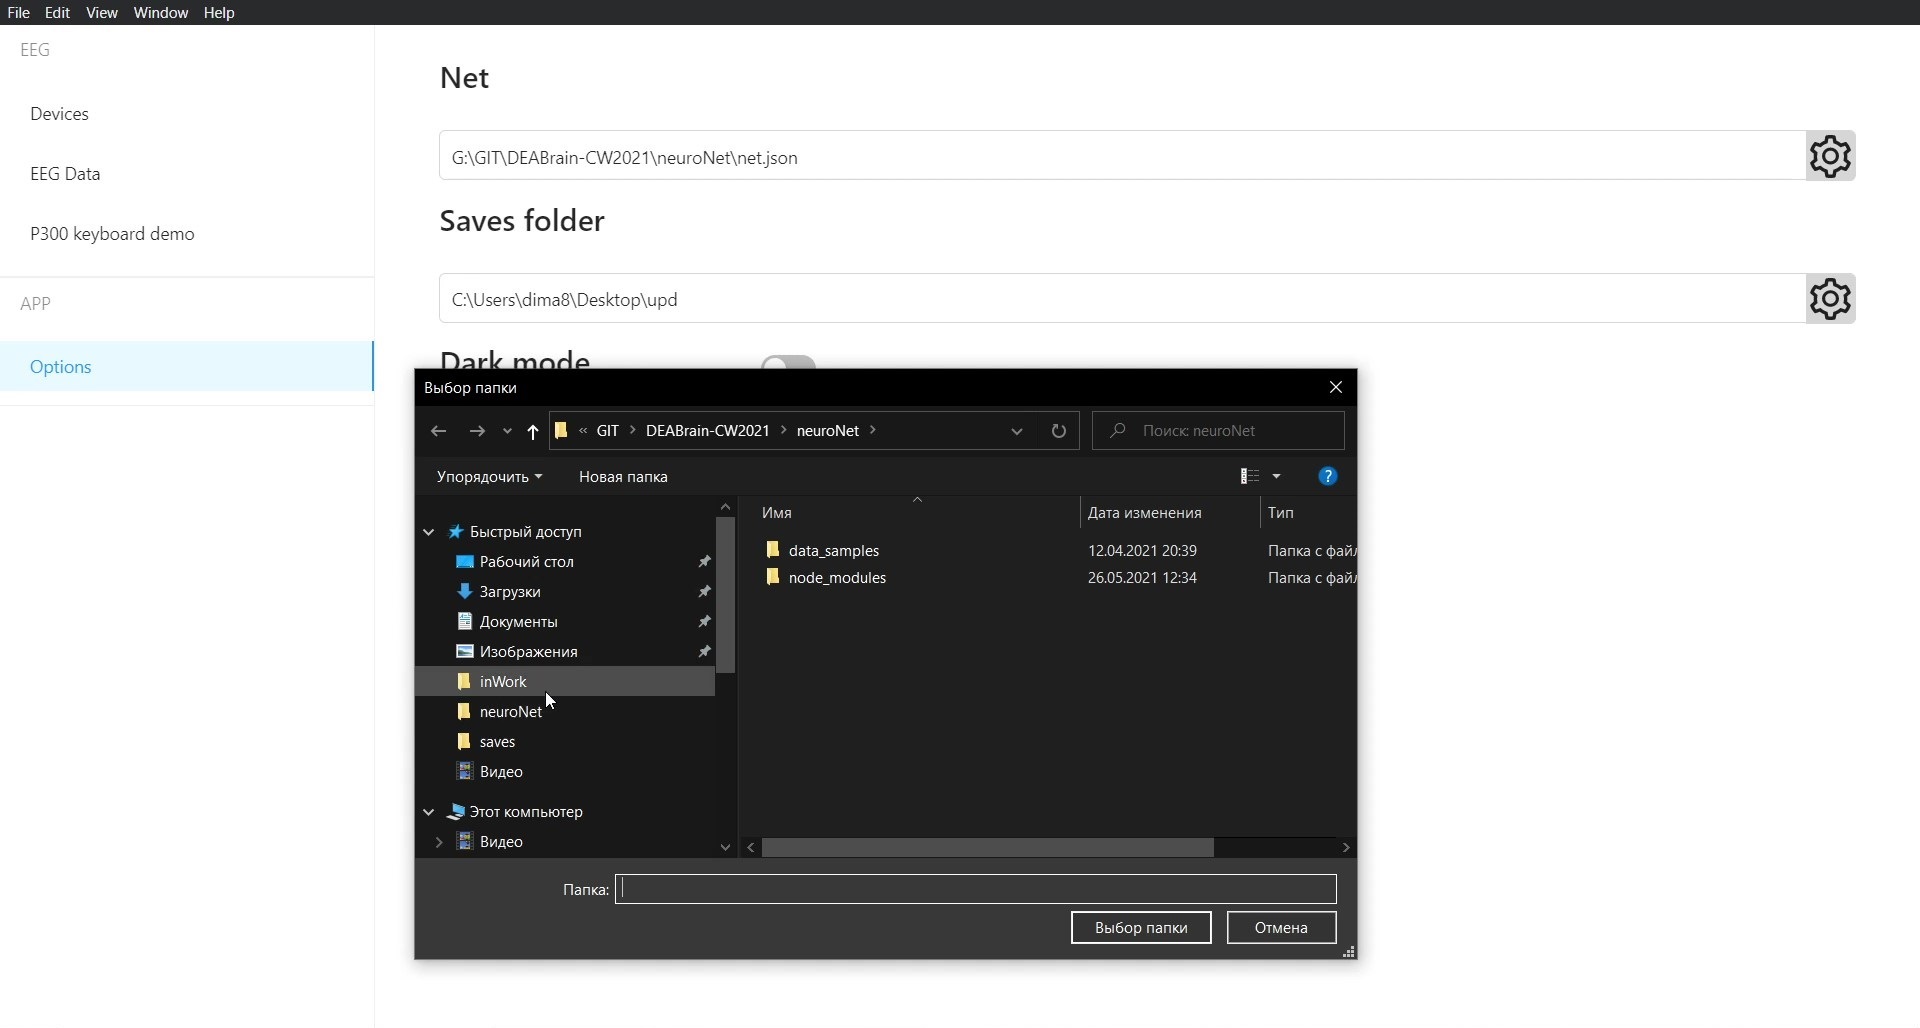 File Edit View Window Help
EEG
Devices
EEG Data
P300 keyboard demo
APP
Options
Net
G:\GIT\DEABrain-CW2021\neuroNet\net.json
Saves folder
C:\Users\dima8\Desktop\upd
Dark mode
Выбор папки
« GIT > DEABrain-CW2021 > neuroNet >
Поиск: neuroNet
Упорядочить Новая папка ?
Имя Дата изменения Тип
data_samples 12.04.2021 20:39 Папка с фай
node_modules 26.05.2021 12:34 Папка с фай
Быстрый доступ
Рабочий стол
Загрузки
Документы
Изображения
inWork
neuroNet
saves
Видео
Этот компьютер
Видео
Папка:
Выбор папки Отмена